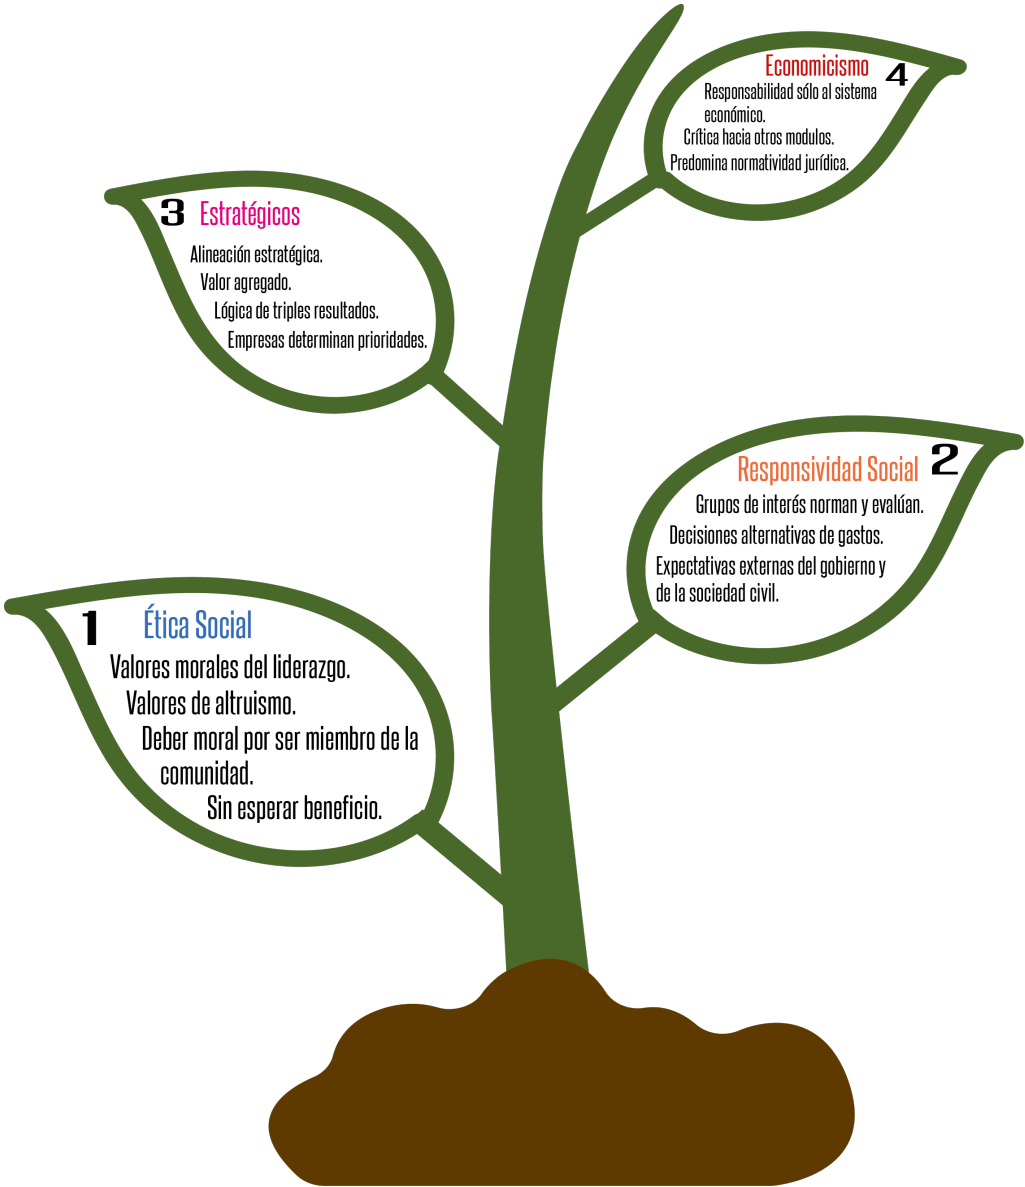 Economicismo 4
Responsabilidad sólo al sistema
económico.
Crítica hacia otros modulos.
Predomina normatividad jurídica.
3 Estratégicos
Alineación estratégica.
Valor agregado.
Lógica de triples resultados.
Empresas determinan prioridades.
Responsividad Social 2
Grupos de interés norman y evalúan.
Decisiones alternativas de gastos.
Expectativas externas del gobierno y
de la sociedad civil.
1 Ética Social
Valores morales del liderazgo.
Valores de altruismo.
Deber moral por ser miembro de la
comunidad.
Sin esperar beneficio.